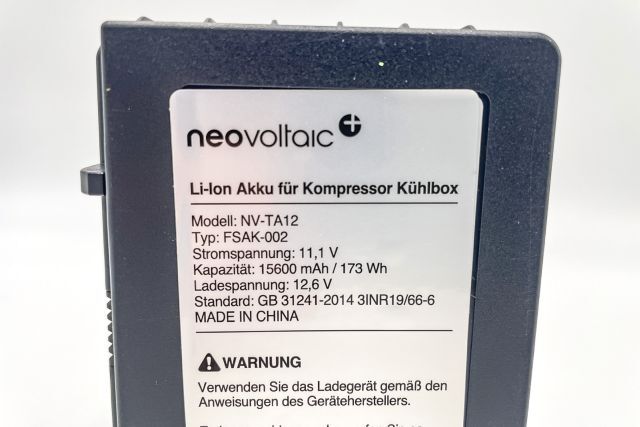 neovoltaic
Li-Ion Akku für Kompressor Kühlbox
Modell: NV-TA12
Typ: FSAK-002
Stromspannung: 11,1 V
Kapazität: 15600 mAh / 173 Wh
Ladespannung: 12,6 V
Standard: GB 31241-2014 3INR19/66-6
MADE IN CHINA
WARNUNG
Verwenden Sie das Ladegerät gemäß den
Anweisungen des Geräteherstellers.